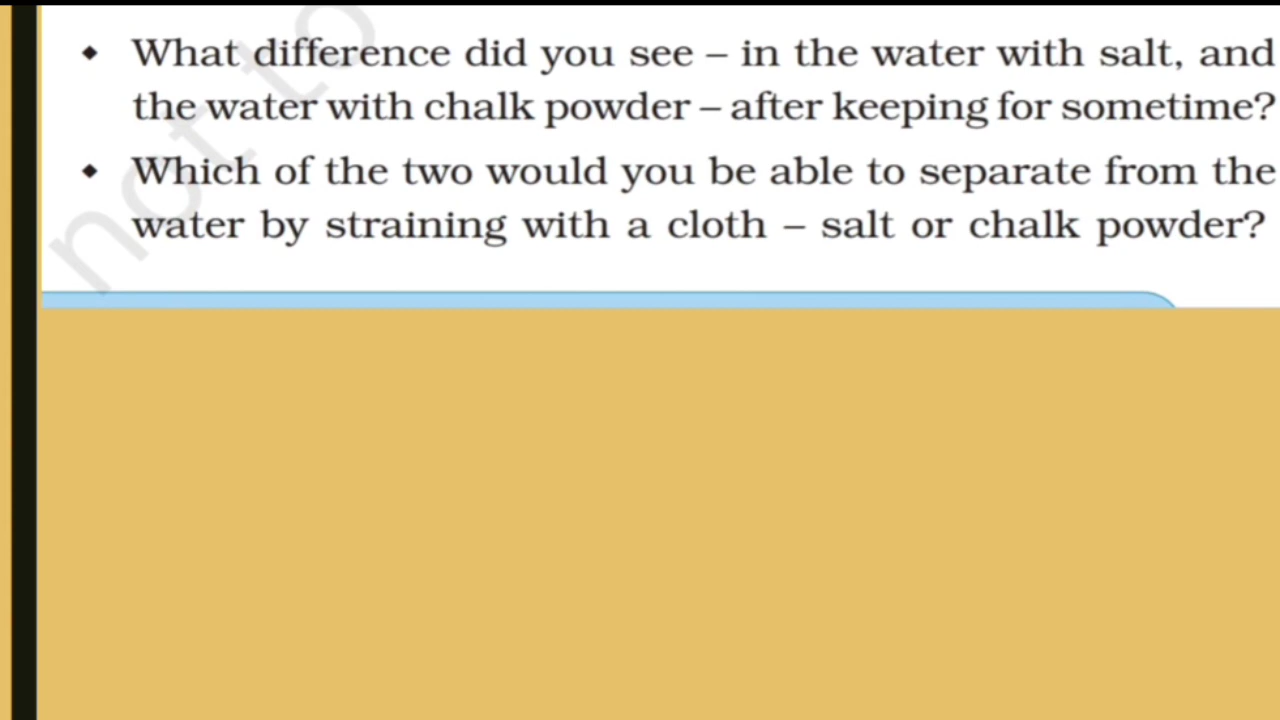 ◆ What difference did you see – in the water with salt, and
the water with chalk powder – after keeping for sometime?
◆ Which of the two would you be able to separate from the
water by straining with a cloth – salt or chalk powder?
not to